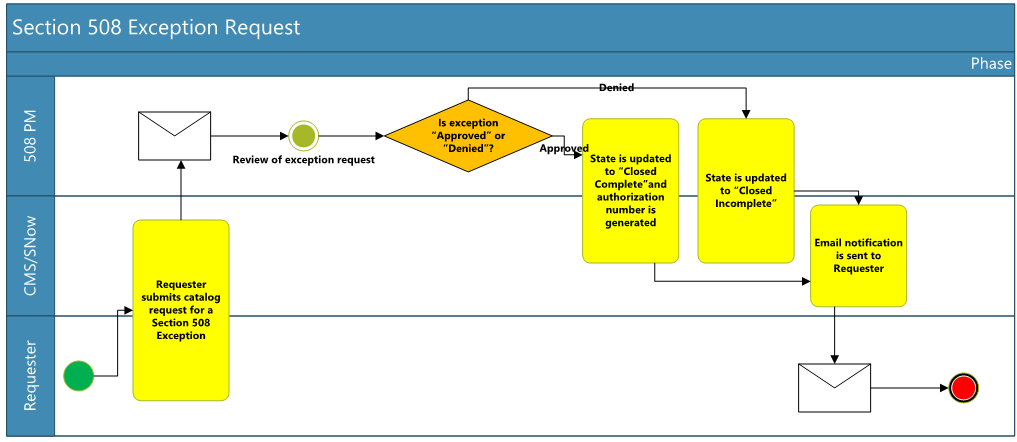 Section 508 Exception Request
Phase
508 PM
Denied
Is exception
“Approved” or
“Denied”?
Approved
Review of exception request
State is updated
to “Closed
Complete”and
authorization
number is
generated
State is updated
to “Closed
Incomplete”
CMS/SNow
Email notification
is sent to
Requester
Requester
submits catalog
request for a
Section 508
Exception
Requester